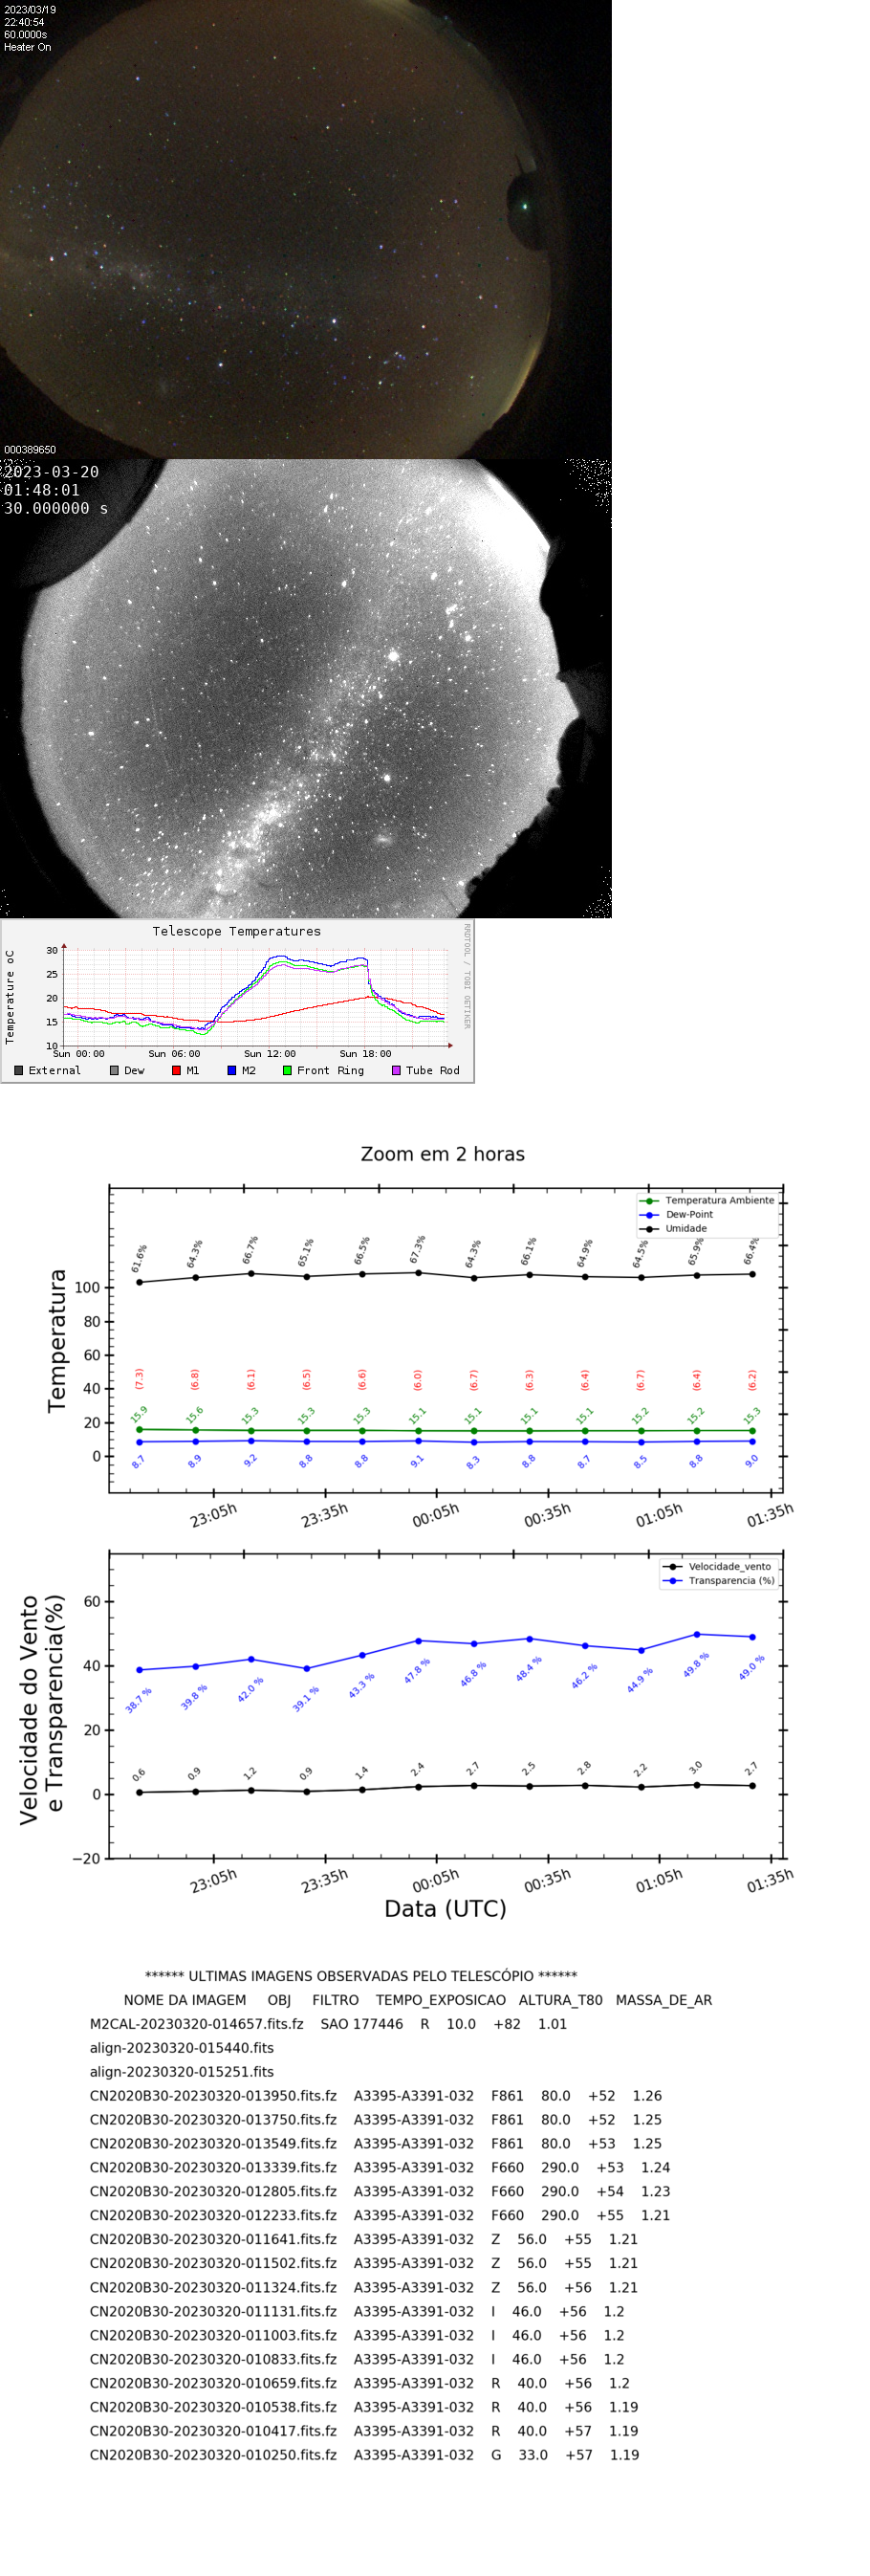 2023/03/19
22:40:54
60.0000s
Heater On
000389650
2023-03-20
01:48:01
30.000000 s
Telescope Temperatures
RRDTOOL / TOBI OETIKER
Temperature oC
30
25
20
15
10
Sun 00:00 Sun 06:00 Sun 12:00 Sun 18:00
External Dew M1 M2 Front Ring Tube Rod
Zoom em 2 horas
Temperatura Ambiente
Dew-Point
Umidade
Temperatura
100
80
60
40
20
0
61.6% 64.3% 66.7% 65.1% 66.5% 67.3% 64.3% 66.1% 64.9% 64.5% 65.9% 66.4%
(7.3) (6.8) (6.1) (6.5) (6.6) (6.0) (6.7) (6.3) (6.4) (6.7) (6.4) (6.2)
15.9 15.6 15.3 15.3 15.3 15.1 15.1 15.1 15.1 15.2 15.2 15.3
8.7 8.9 9.2 8.8 8.8 9.1 8.3 8.8 8.7 8.5 8.8 9.0
23:05h 23:35h 00:05h 00:35h 01:05h 01:35h
Velocidade_vento
Transparencia (%)
Velocidade do Vento
e Transparencia(%)
60
40
20
0
−20
38.7 % 39.8 % 42.0 % 39.1 % 43.3 % 47.8 % 46.8 % 48.4 % 46.2 % 44.9 % 49.8 % 49.0 %
0.6 0.9 1.2 0.9 1.4 2.4 2.7 2.5 2.8 2.2 3.0 2.7
23:05h 23:35h 00:05h 00:35h 01:05h 01:35h
Data (UTC)
****** ULTIMAS IMAGENS OBSERVADAS PELO TELESCÓPIO ******
NOME DA IMAGEM OBJ FILTRO TEMPO_EXPOSICAO ALTURA_T80 MASSA_DE_AR
M2CAL-20230320-014657.fits.fz SAO 177446 R 10.0 +82 1.01
align-20230320-015440.fits
align-20230320-015251.fits
CN2020B30-20230320-013950.fits.fz A3395-A3391-032 F861 80.0 +52 1.26
CN2020B30-20230320-013750.fits.fz A3395-A3391-032 F861 80.0 +52 1.25
CN2020B30-20230320-013549.fits.fz A3395-A3391-032 F861 80.0 +53 1.25
CN2020B30-20230320-013339.fits.fz A3395-A3391-032 F660 290.0 +53 1.24
CN2020B30-20230320-012805.fits.fz A3395-A3391-032 F660 290.0 +54 1.23
CN2020B30-20230320-012233.fits.fz A3395-A3391-032 F660 290.0 +55 1.21
CN2020B30-20230320-011641.fits.fz A3395-A3391-032 Z 56.0 +55 1.21
CN2020B30-20230320-011502.fits.fz A3395-A3391-032 Z 56.0 +55 1.21
CN2020B30-20230320-011324.fits.fz A3395-A3391-032 Z 56.0 +56 1.21
CN2020B30-20230320-011131.fits.fz A3395-A3391-032 I 46.0 +56 1.2
CN2020B30-20230320-011003.fits.fz A3395-A3391-032 I 46.0 +56 1.2
CN2020B30-20230320-010833.fits.fz A3395-A3391-032 I 46.0 +56 1.2
CN2020B30-20230320-010659.fits.fz A3395-A3391-032 R 40.0 +56 1.2
CN2020B30-20230320-010538.fits.fz A3395-A3391-032 R 40.0 +56 1.19
CN2020B30-20230320-010417.fits.fz A3395-A3391-032 R 40.0 +57 1.19
CN2020B30-20230320-010250.fits.fz A3395-A3391-032 G 33.0 +57 1.19